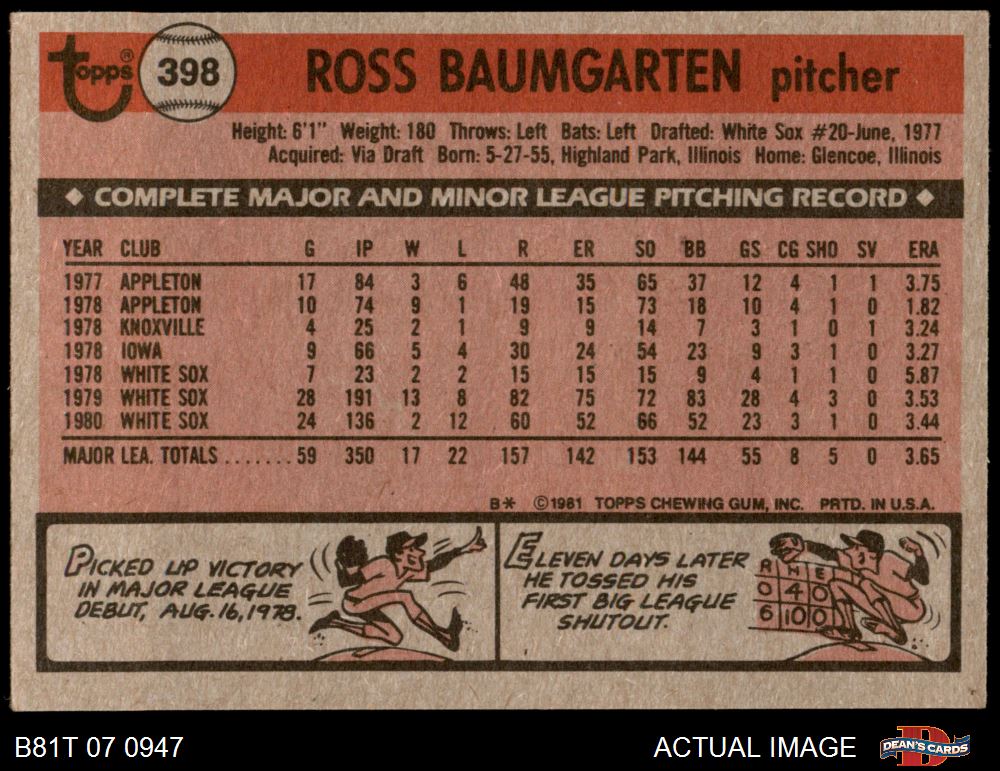 Topps® 398 ROSS BAUMGARTEN pitcher
Height: 6'1" Weight: 180 Throws: Left Bats: Left Drafted: White Sox #20-June, 1977
Acquired: Via Draft Born: 5-27-55, Highland Park, Illinois Home: Glencoe, Illinois
◆ COMPLETE MAJOR AND MINOR LEAGUE PITCHING RECORD ◆
YEAR CLUB G IP W L R ER SO BB GS CG SHO SV ERA
1977 APPLETON 17 84 3 6 48 35 65 37 12 4 1 1 3.75
1978 APPLETON 10 74 9 1 19 15 73 18 10 4 1 0 1.82
1978 KNOXVILLE 4 25 2 1 9 9 14 7 3 1 0 1 3.24
1978 IOWA 9 66 5 4 30 24 54 23 9 3 1 0 3.27
1978 WHITE SOX 7 23 2 2 15 15 15 9 4 1 1 0 5.87
1979 WHITE SOX 28 191 13 8 82 75 72 83 28 4 3 0 3.53
1980 WHITE SOX 24 136 2 12 60 52 66 52 23 3 1 0 3.44
MAJOR LEA. TOTALS.......59 350 17 22 157 142 153 144 55 8 5 0 3.65
B* ©1981 TOPPS CHEWING GUM, INC. PRTD. IN U.S.A.
PICKED UP VICTORY
IN MAJOR LEAGUE
DEBUT, AUG. 16, 1978.
ELEVEN DAYS LATER
HE TOSSED HIS
FIRST BIG LEAGUE
SHUTOUT.
R H E
0 4 0
6 10 0
B81T 07 0947 ACTUAL IMAGE DEAN'S CARDS